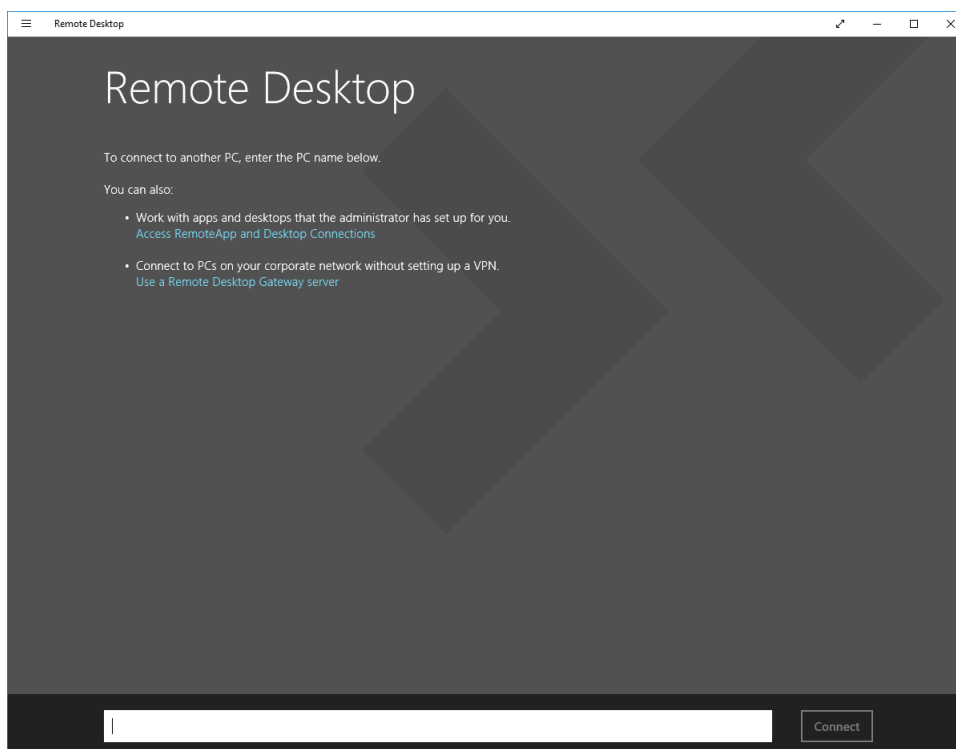 Remote Desktop
Remote Desktop
To connect to another PC, enter the PC name below.
You can also:
• Work with apps and desktops that the administrator has set up for you.
Access RemoteApp and Desktop Connections
• Connect to PCs on your corporate network without setting up a VPN.
Use a Remote Desktop Gateway server
Connect